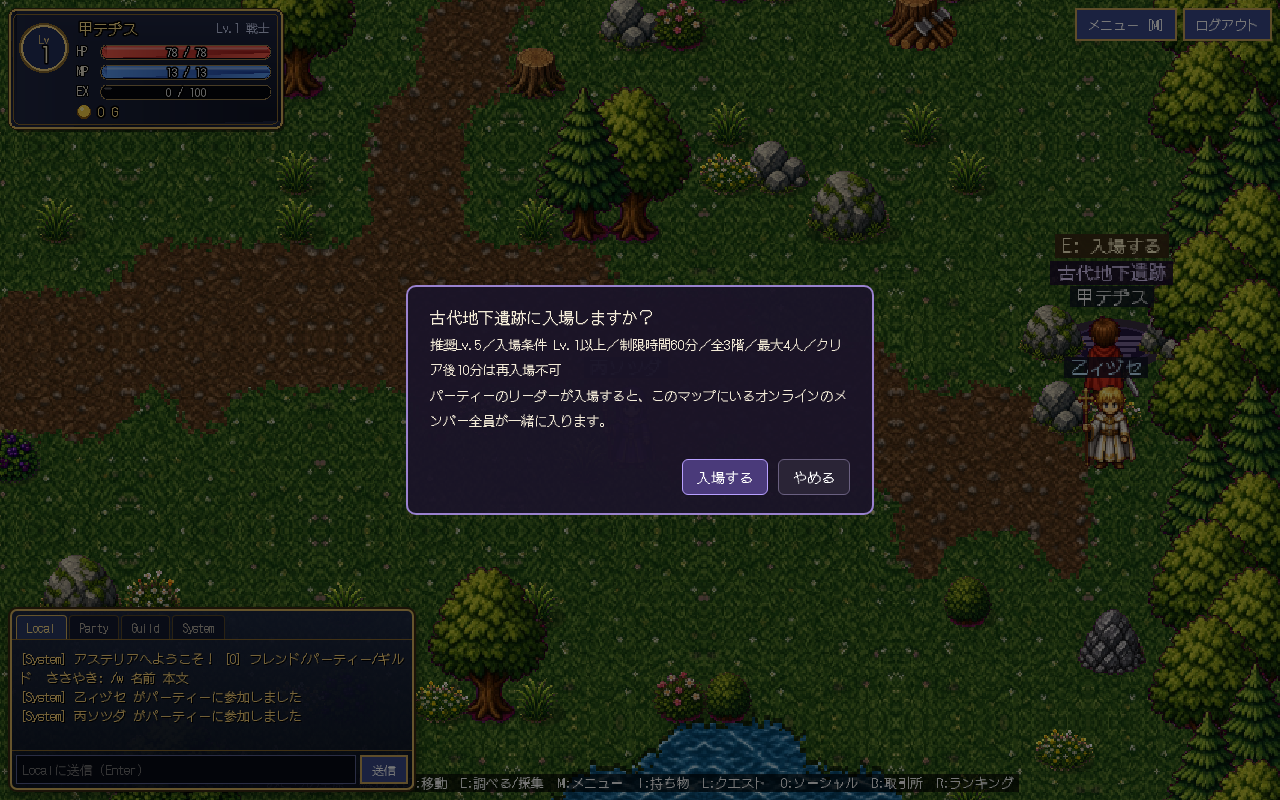 甲テヂス
Lv.1 戦士
Lv
1
HP 78 / 78
MP 13 / 13
EX 0 / 100
0 G
メニュー [M]
ログアウト
E: 入場する
古代地下遺跡
甲テヂス
乙ィヅセ
古代地下遺跡に入場しますか？
推奨Lv.5／入場条件 Lv.1以上／制限時間60分／全3階／最大4人／クリ
ア後10分は再入場不可
パーティーのリーダーが入場すると、このマップにいるオンラインのメ
ンバー全員が一緒に入ります。
入場する
やめる
Local
Party
Guild
System
[System] アステリアへようこそ！ [O] フレンド/パーティー/ギル
ド　ささやき: /w 名前 本文
[System] 乙ィヅセ がパーティーに参加しました
[System] 丙ソツダ がパーティーに参加しました
Localに送信 (Enter)
送信
:移動 E:調べる/採集 M:メニュー I:持ち物 L:クエスト O:ソーシャル B:取引所 R:ランキング